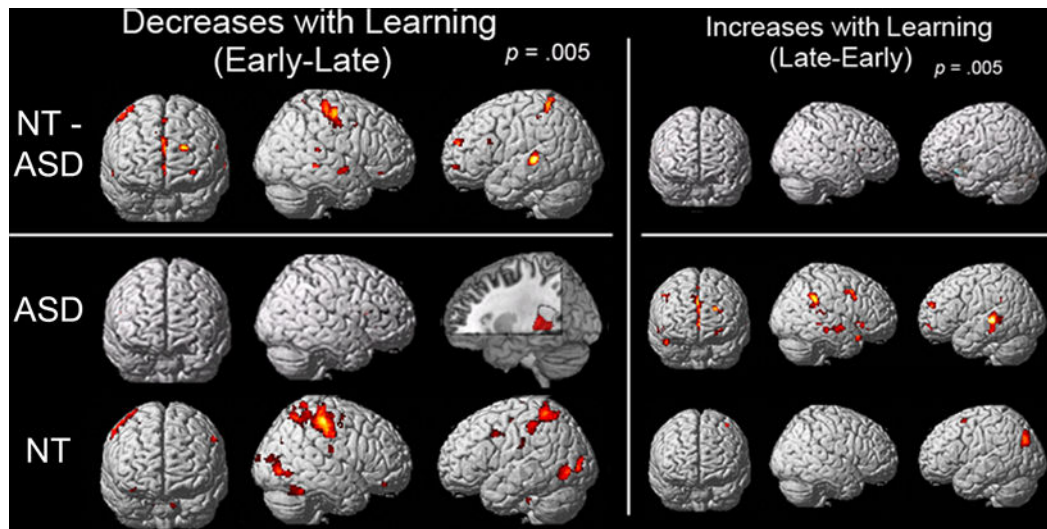 Decreases with Learning
(Early-Late)
p = .005
Increases with Learning
(Late-Early)
p = .005
NT -
ASD
ASD
NT